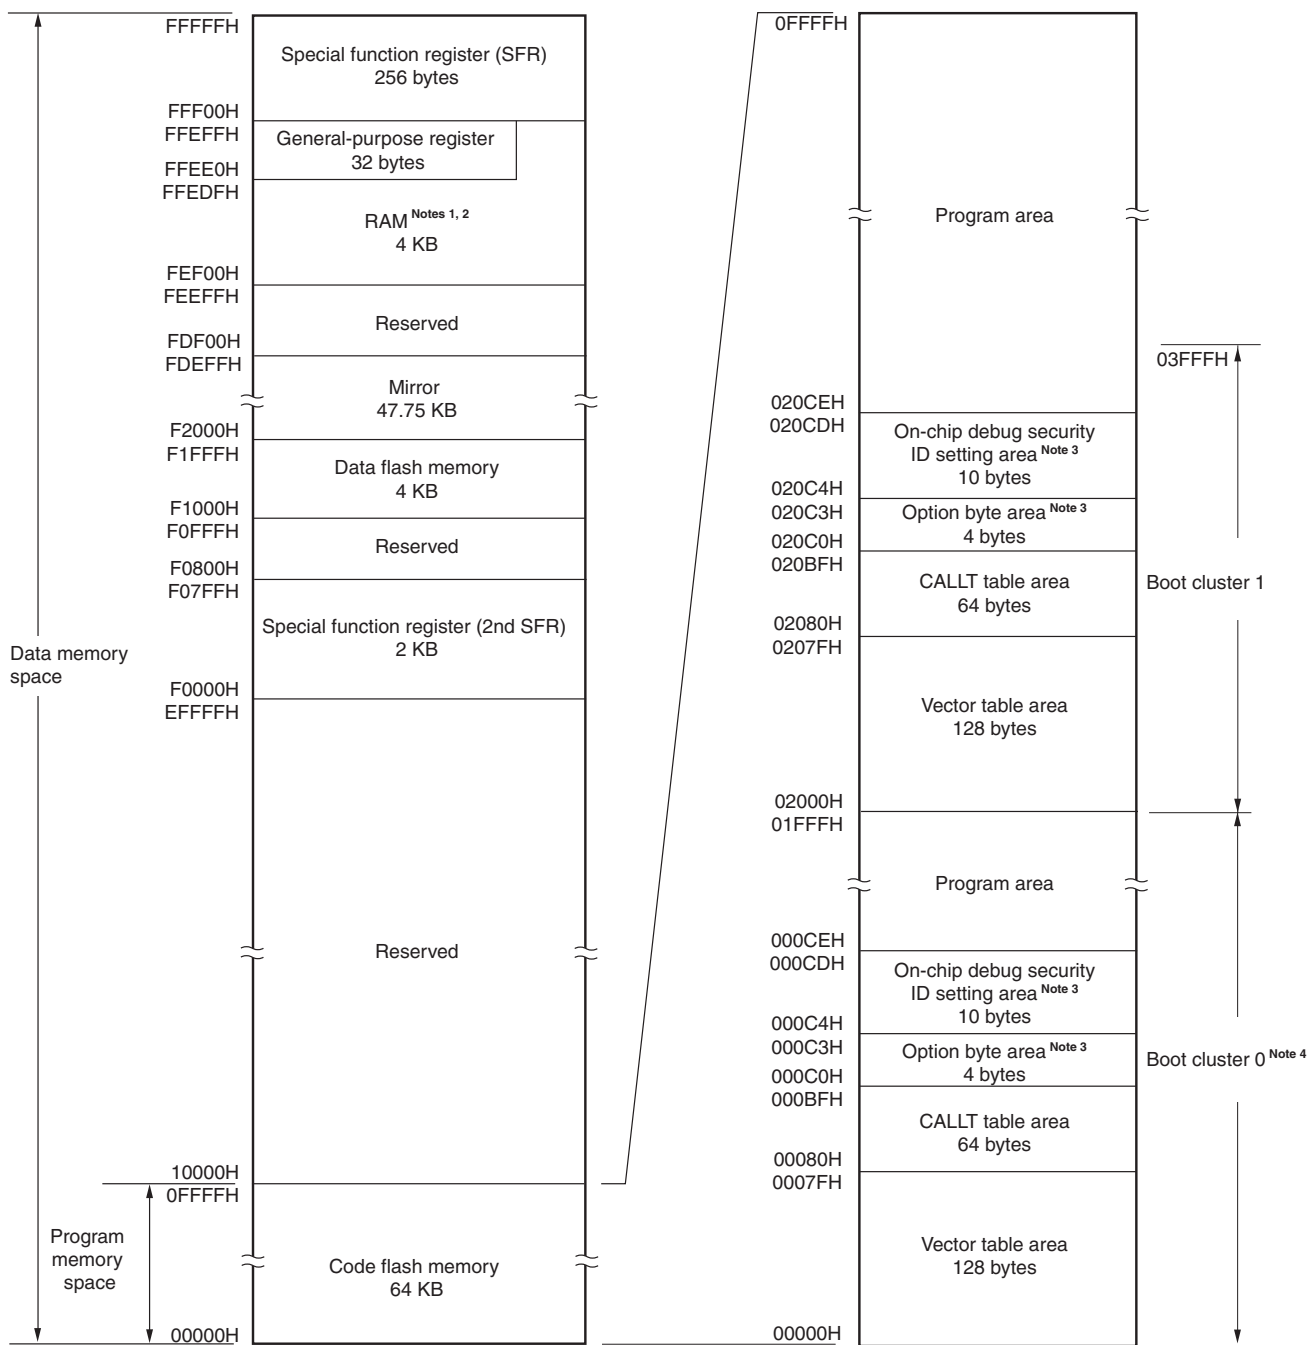 FFFFFH
Special function register (SFR)
256 bytes
FFF00H
FFEFFH
General-purpose register
32 bytes
FFEE0H
FFEDFH
RAM Notes 1, 2
4 KB
FEF00H
FEEFFH
Reserved
FDF00H
FDEFFH
Mirror
47.75 KB
F2000H
F1FFFH
Data flash memory
4 KB
F1000H
F0FFFH
Reserved
F0800H
F07FFH
Special function register (2nd SFR)
2 KB
F0000H
EFFFFH
Data memory
space
Reserved
10000H
0FFFFH
Program
memory
space
Code flash memory
64 KB
00000H
0FFFFH
Program area
03FFFH
020CEH
020CDH
On-chip debug security
ID setting area Note 3
10 bytes
020C4H
020C3H
Option byte area Note 3
4 bytes
020C0H
020BFH
CALLT table area
64 bytes
Boot cluster 1
02080H
0207FH
Vector table area
128 bytes
02000H
01FFFH
Program area
000CEH
000CDH
On-chip debug security
ID setting area Note 3
10 bytes
000C4H
000C3H
Option byte area Note 3
4 bytes
Boot cluster 0 Note 4
000C0H
000BFH
CALLT table area
64 bytes
00080H
0007FH
Vector table area
128 bytes
00000H